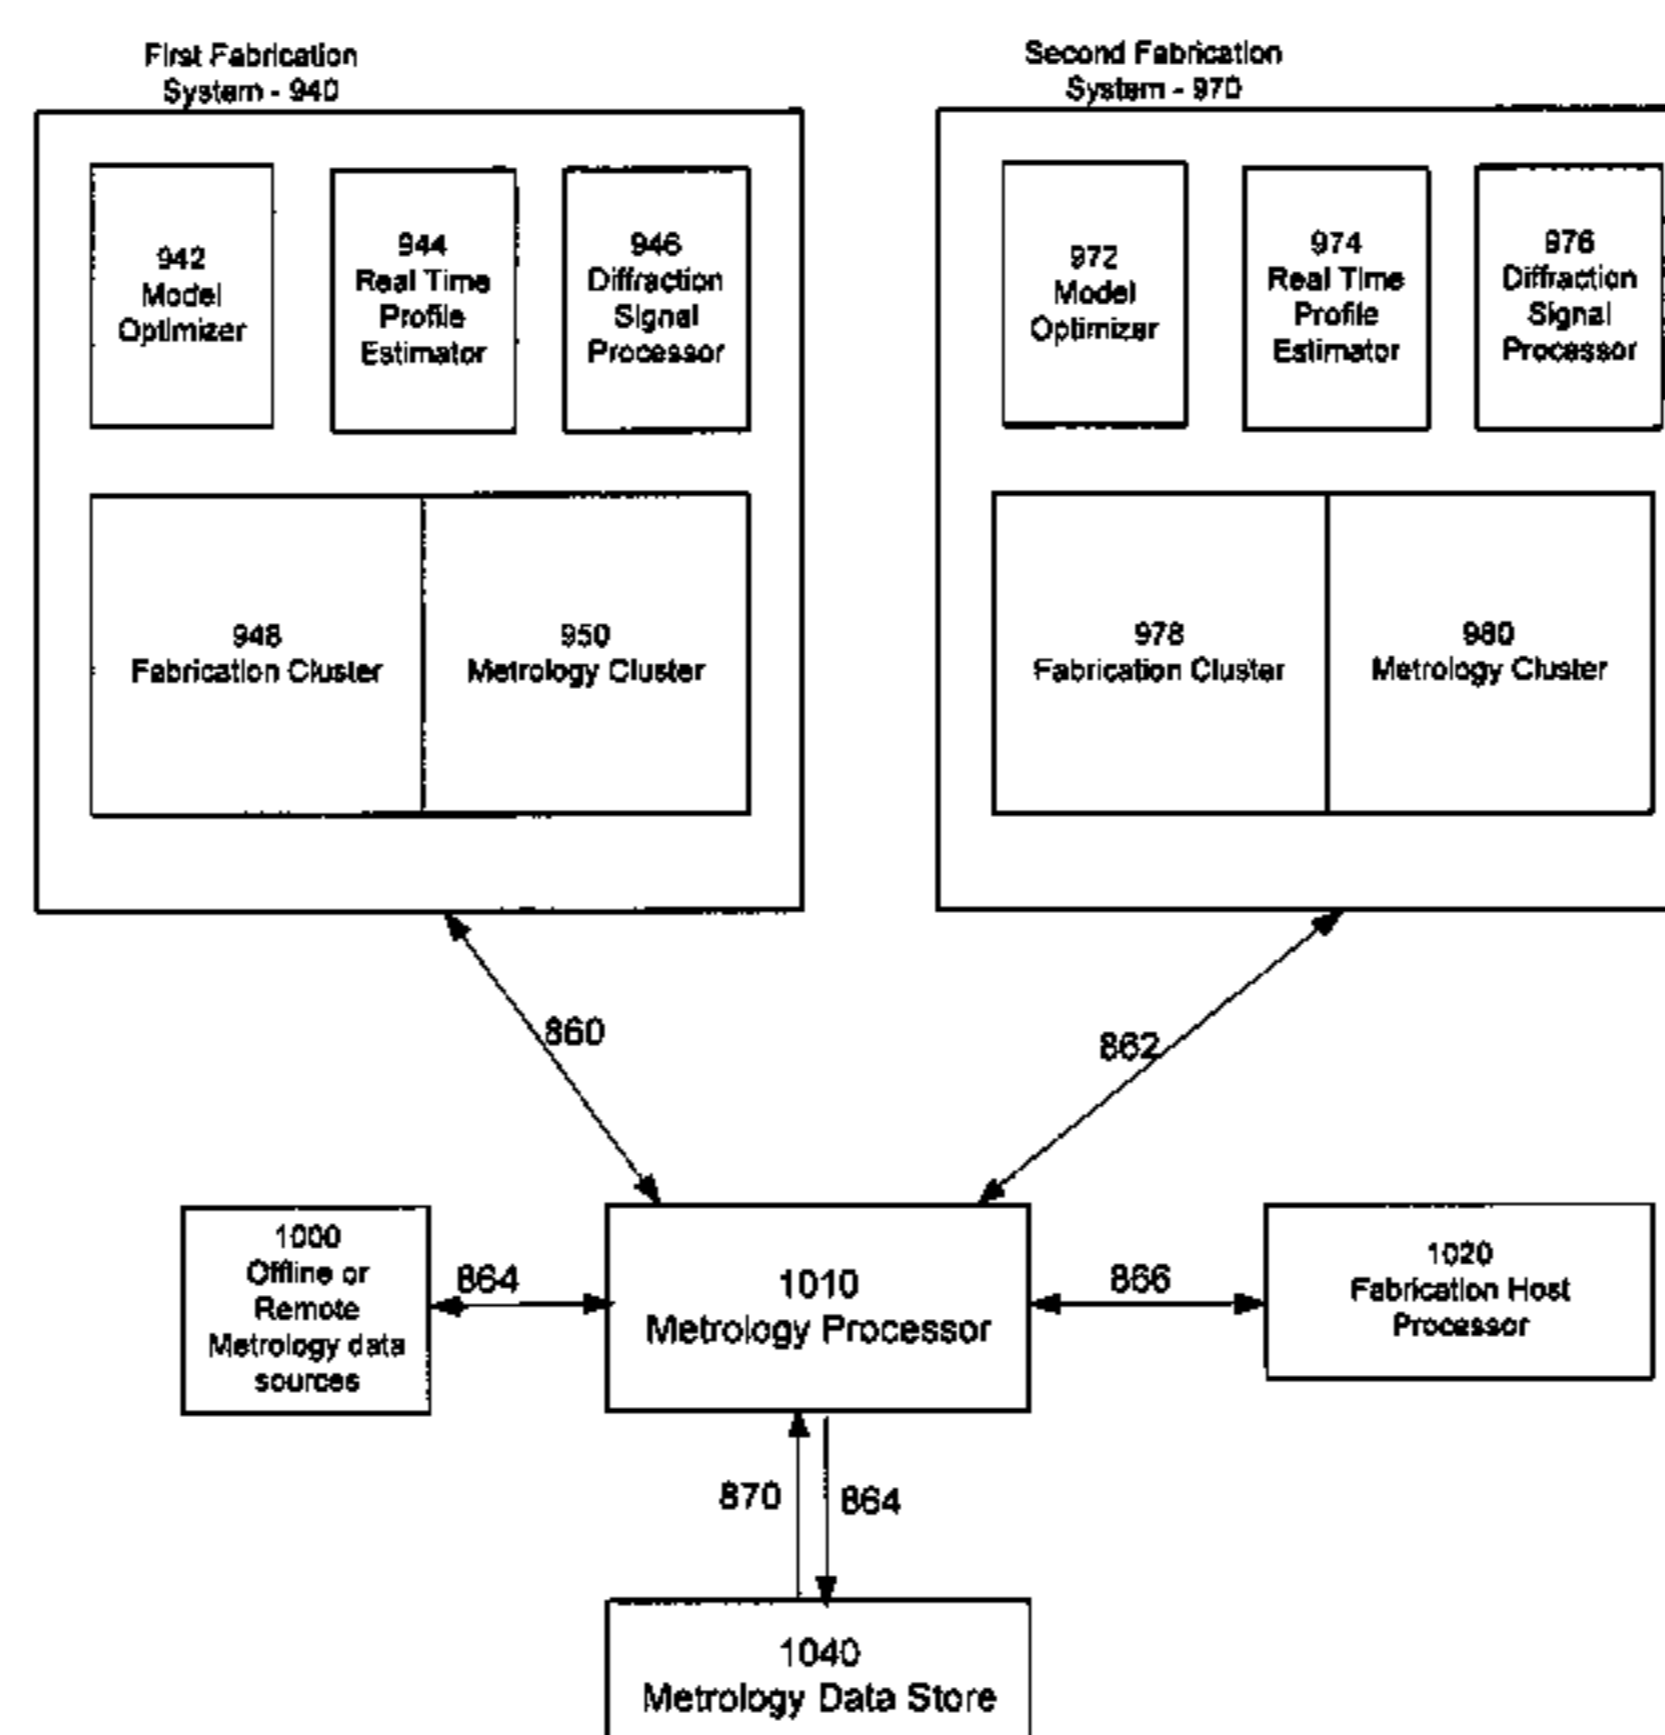 First Fabrication
System - 940
Second Fabrication
System - 970
942
Model
Optimizer
944
Real Time
Profile
Estimator
946
Diffraction
Signal
Processor
972
Model
Optimizer
974
Real Time
Profile
Estimator
976
Diffraction
Signal
Processor
948
Fabrication Cluster
950
Metrology Cluster
978
Fabrication Cluster
980
Metrology Cluster
860
862
1000
Offline or
Remote
Metrology data
sources
864
1010
Metrology Processor
866
1020
Fabrication Host
Processor
870
864
1040
Metrology Data Store